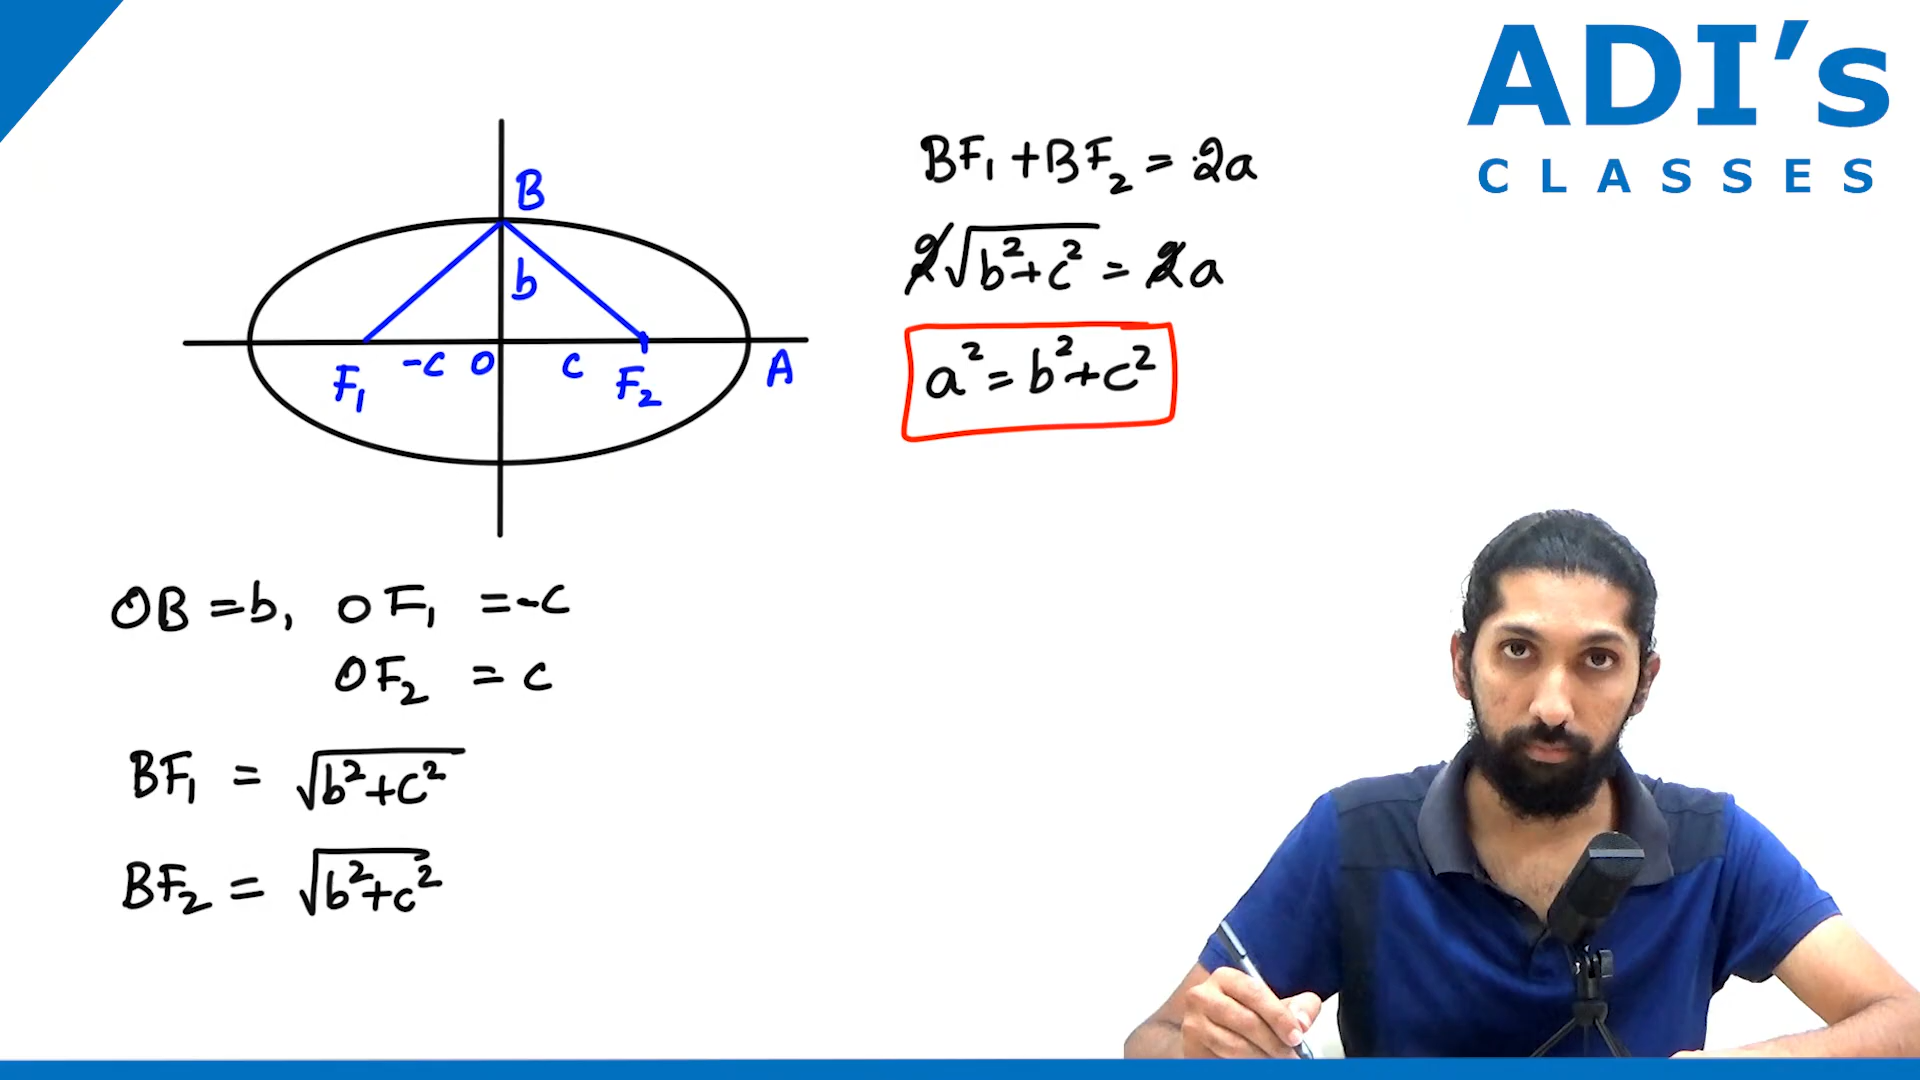 ADI’s
CLASSES
B
b
F₁ -c O c F₂ A
BF₁ + BF₂ = 2a
2√(b²+c²) = 2a
a² = b²+c²
OB = b, OF₁ = -c
OF₂ = c
BF₁ = √(b²+c²)
BF₂ = √(b²+c²)